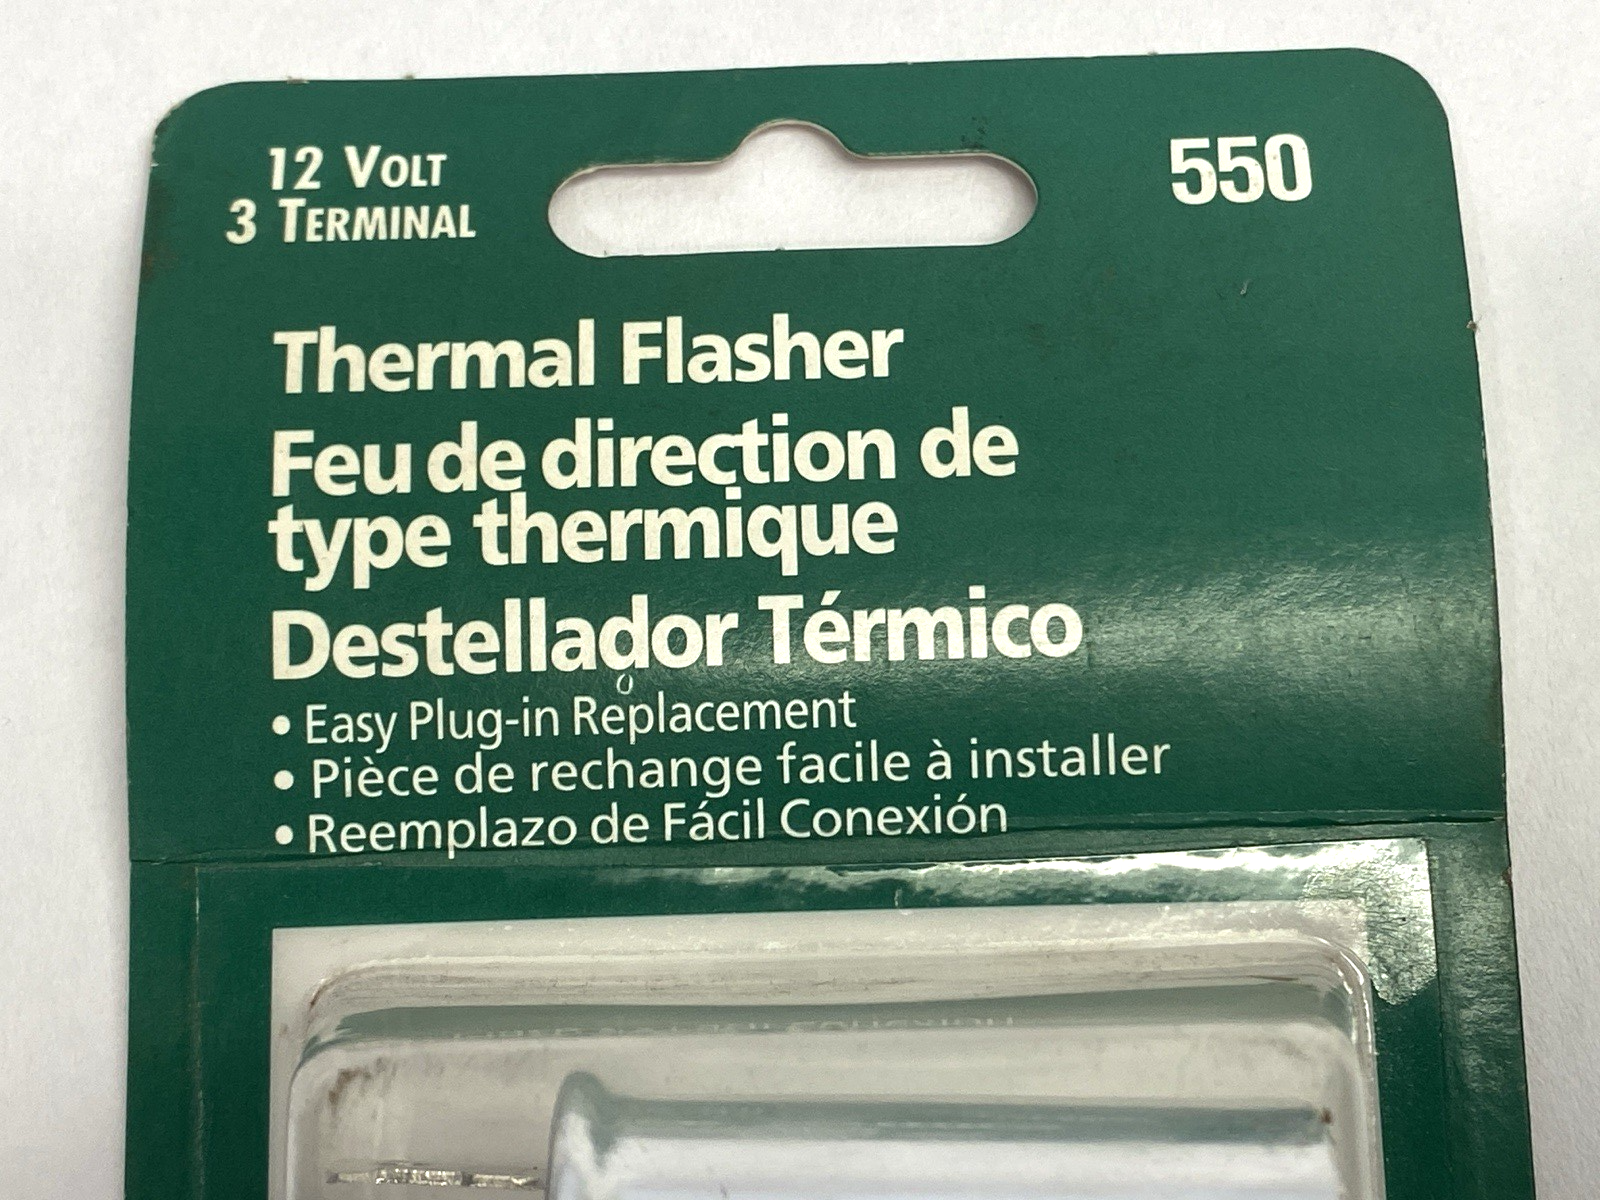 12 VOLT
3 TERMINAL
550
Thermal Flasher
Feu de direction de
type thermique
Destellador Térmico
• Easy Plug-in Replacement
• Pièce de rechange facile à installer
• Reemplazo de Fácil Conexión